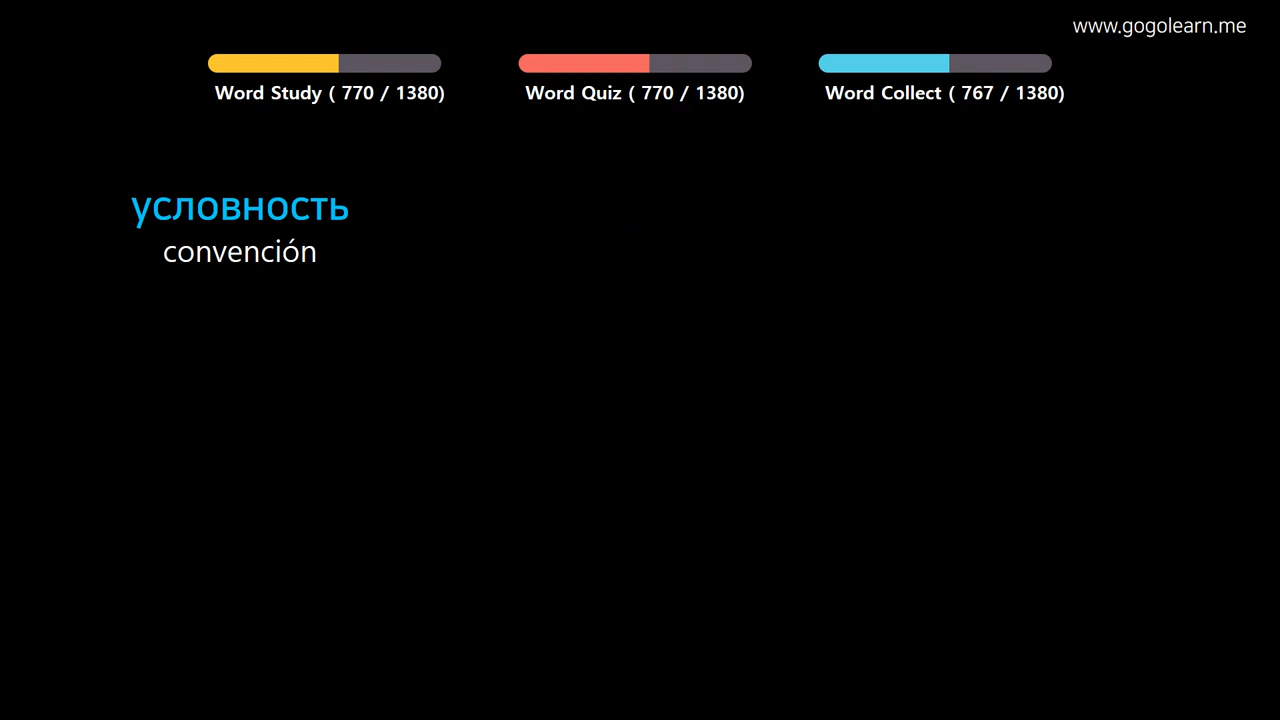 www.gogolearn.me
Word Study ( 770 / 1380)
Word Quiz ( 770 / 1380)
Word Collect ( 767 / 1380)
условность
convención